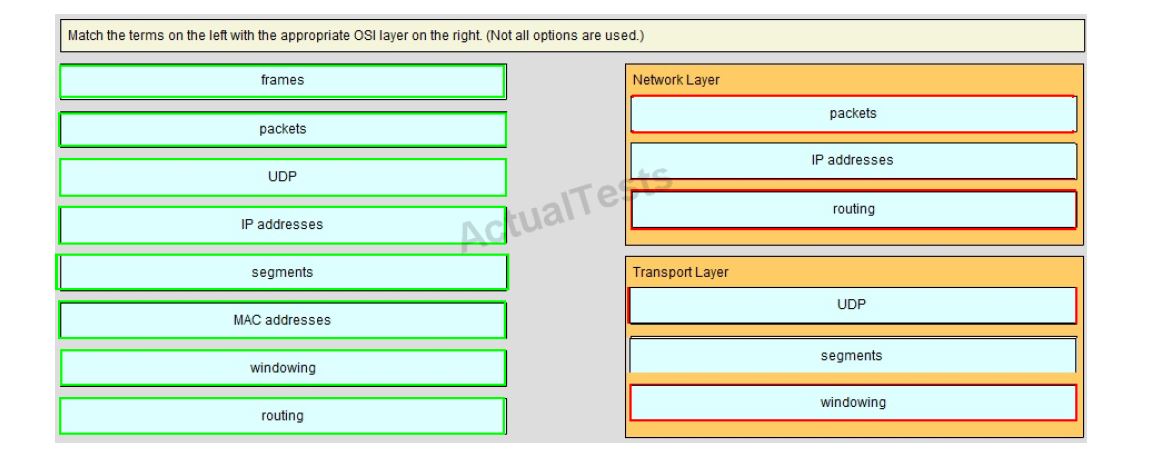 Match the terms on the left with the appropriate OSI layer on the right. (Not all options are used.)
frames
packets
UDP
IP addresses
segments
MAC addresses
windowing
routing
Network Layer
packets
IP addresses
routing
Transport Layer
UDP
segments
windowing
ActualTests